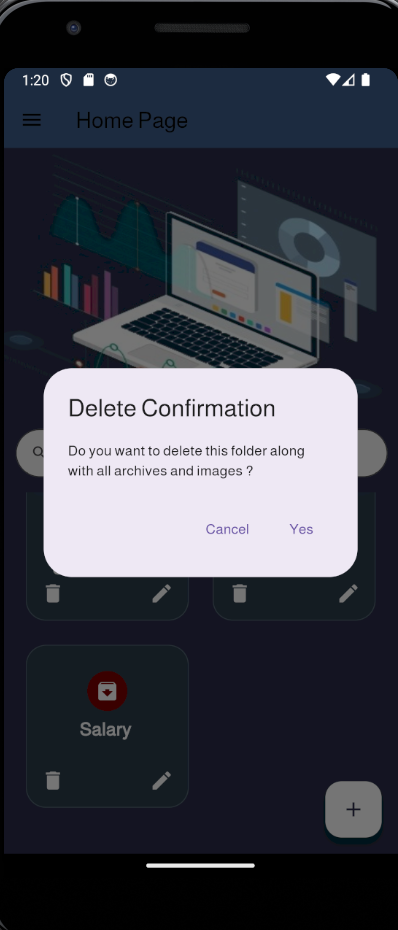 1:20
Home Page
Delete Confirmation
Do you want to delete this folder along
with all archives and images ?
Cancel
Yes
Salary